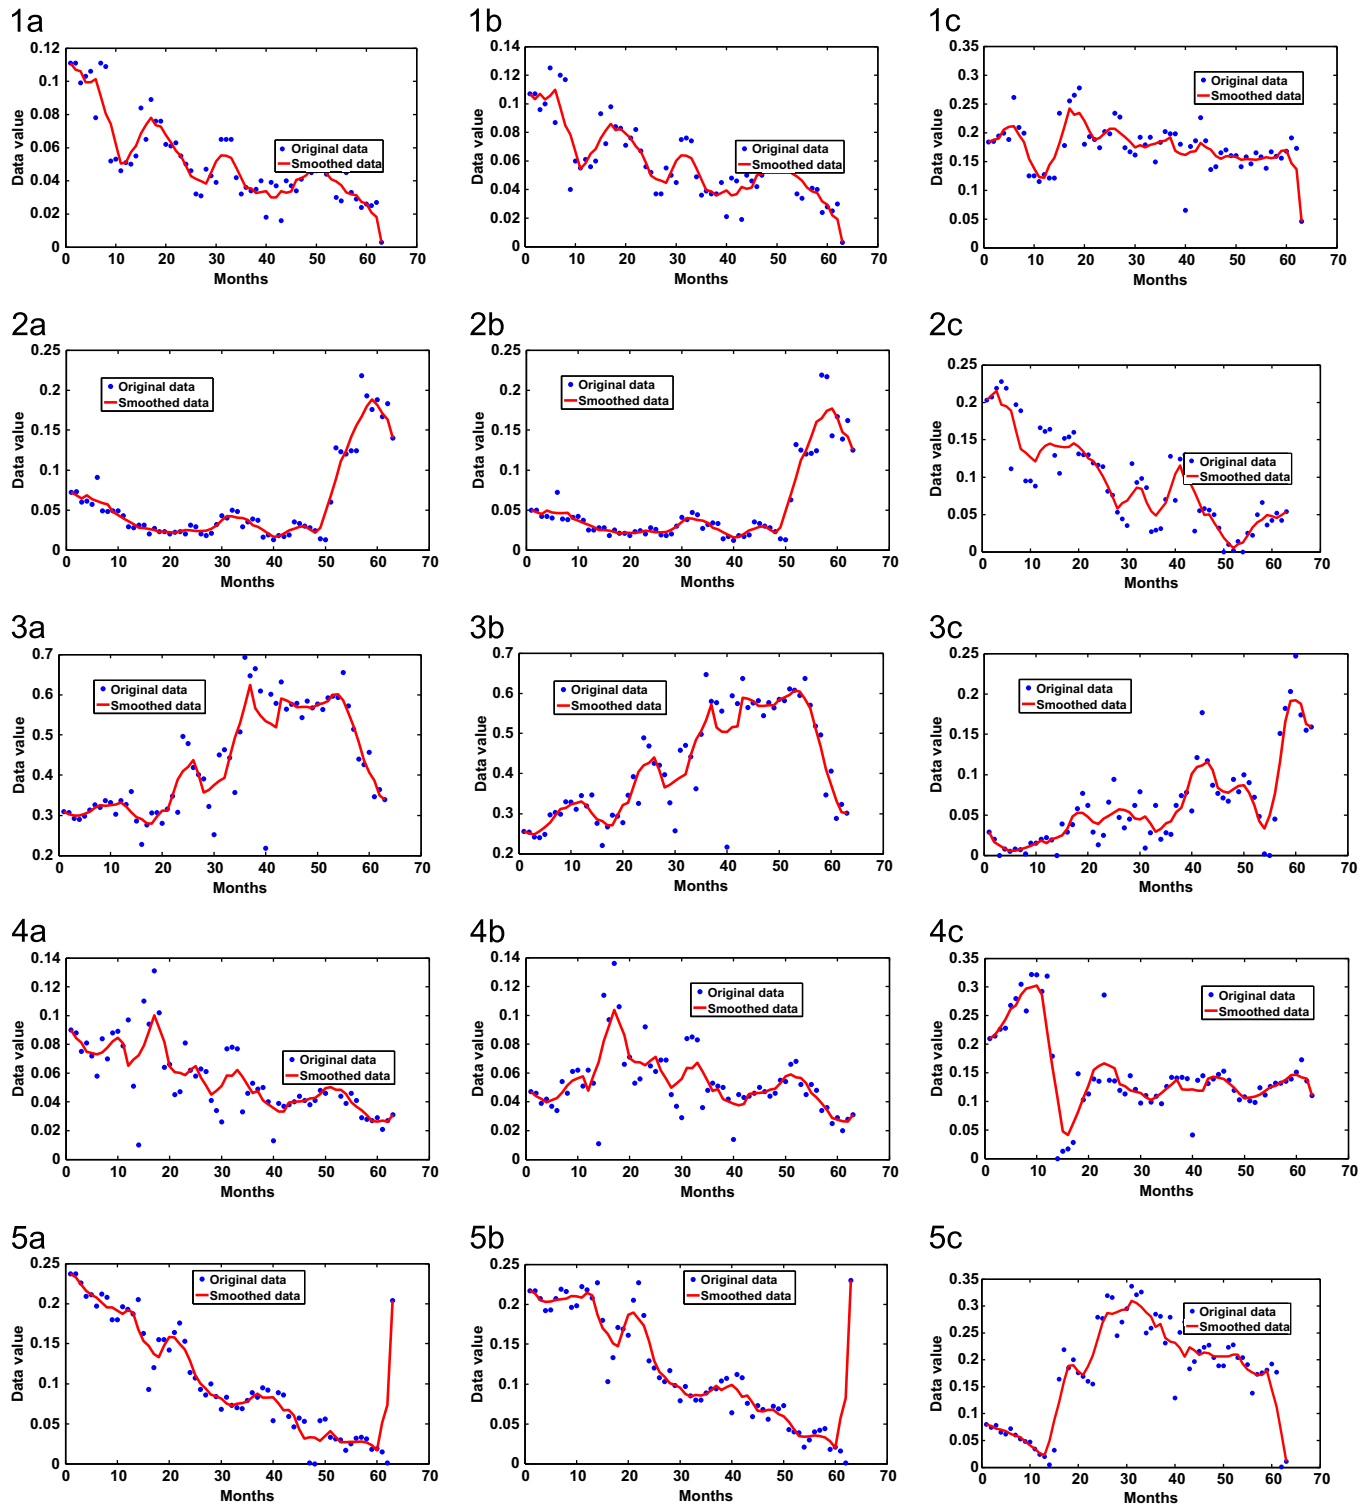 1a
1b
1c
0.12
0.1
0.08
0.06
0.04
0.02
0
Data value
Original data
Smoothed data
0 10 20 30 40 50 60 70
Months
0.14
0.12
0.1
0.08
0.06
0.04
0.02
0
Data value
Original data
Smoothed data
0 10 20 30 40 50 60 70
Months
0.35
0.3
0.25
0.2
0.15
0.1
0.05
0
Data value
Original data
Smoothed data
0 10 20 30 40 50 60 70
Months
2a
2b
2c
0.25
0.2
0.15
0.1
0.05
0
Data value
Original data
Smoothed data
0 10 20 30 40 50 60 70
Months
0.25
0.2
0.15
0.1
0.05
0
Data value
Original data
Smoothed data
0 10 20 30 40 50 60 70
Months
0.25
0.2
0.15
0.1
0.05
0
Data value
Original data
Smoothed data
0 10 20 30 40 50 60 70
Months
3a
3b
3c
0.7
0.6
0.5
0.4
0.3
0.2
Data value
Original data
Smoothed data
0 10 20 30 40 50 60 70
Months
0.7
0.6
0.5
0.4
0.3
0.2
Data value
Original data
Smoothed data
0 10 20 30 40 50 60 70
Months
0.25
0.2
0.15
0.1
0.05
0
Data value
Original data
Smoothed data
0 10 20 30 40 50 60 70
Months
4a
4b
4c
0.14
0.12
0.1
0.08
0.06
0.04
0.02
0
Data value
Original data
Smoothed data
0 10 20 30 40 50 60 70
Months
0.14
0.12
0.1
0.08
0.06
0.04
0.02
0
Data value
Original data
Smoothed data
0 10 20 30 40 50 60 70
Months
0.35
0.3
0.25
0.2
0.15
0.1
0.05
0
Data value
Original data
Smoothed data
0 10 20 30 40 50 60 70
Months
5a
5b
5c
0.25
0.2
0.15
0.1
0.05
0
Data value
Original data
Smoothed data
0 10 20 30 40 50 60 70
Months
0.25
0.2
0.15
0.1
0.05
0
Data value
Original data
Smoothed data
0 10 20 30 40 50 60 70
Months
0.35
0.3
0.25
0.2
0.15
0.1
0.05
0
Data value
Original data
Smoothed data
0 10 20 30 40 50 60 70
Months